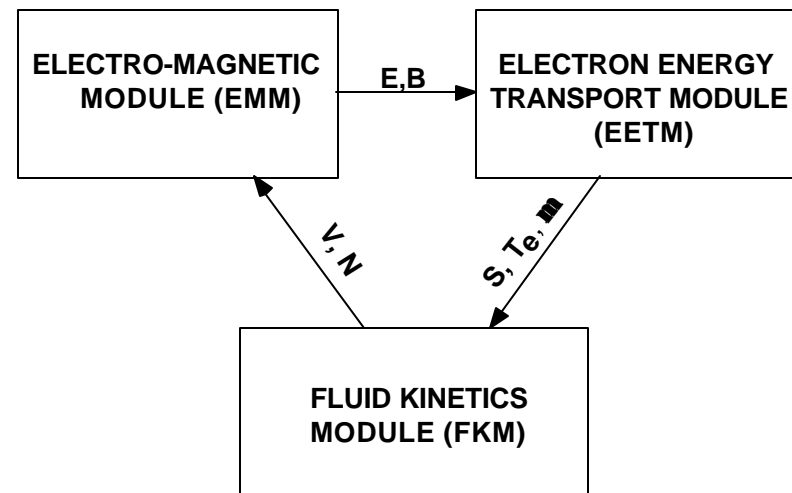 ELECTRO-MAGNETIC
MODULE (EMM)
E,B
ELECTRON ENERGY
TRANSPORT MODULE
(EETM)
V, N
S, Te, m
FLUID KINETICS
MODULE (FKM)